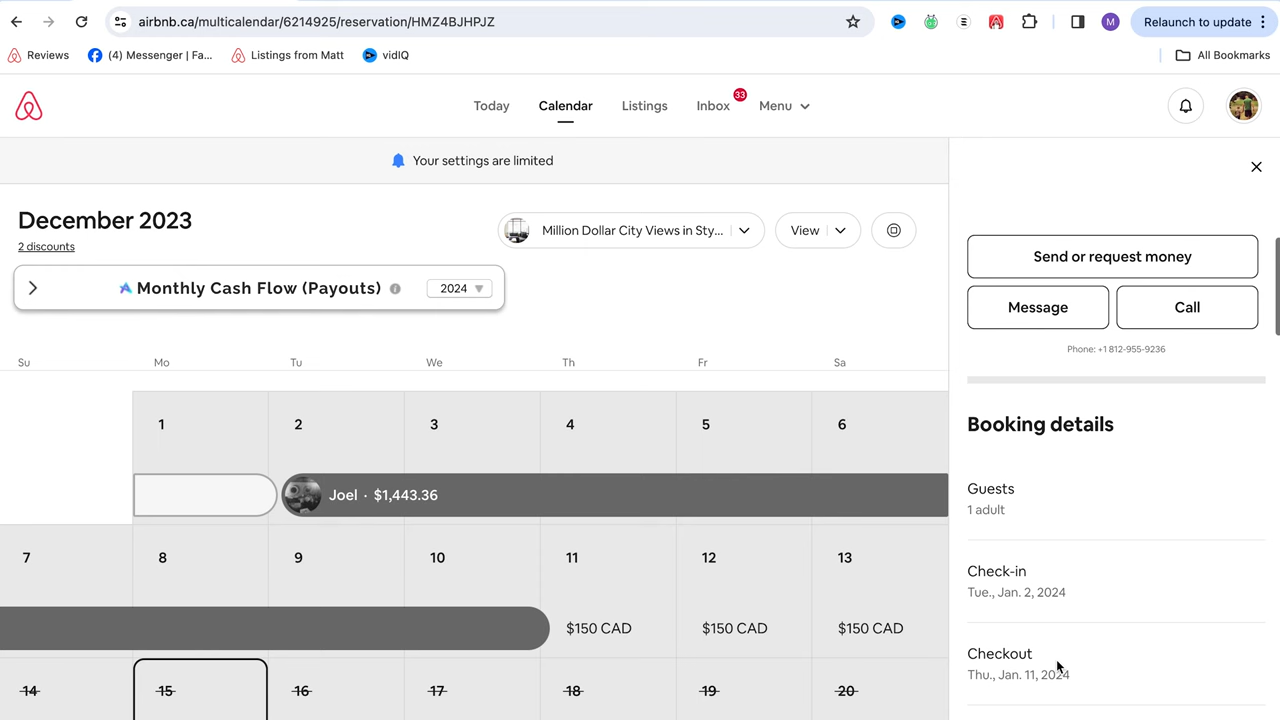 airbnb.ca/multicalendar/6214925/reservation/HMZ4BJHPJZ
M
Relaunch to update
Reviews
(4) Messenger | Fa...
Listings from Matt
vidIQ
All Bookmarks
Today
Calendar
Listings
Inbox
33
Menu
Your settings are limited
December 2023
2 discounts
Million Dollar City Views in Sty...
View
Monthly Cash Flow (Payouts)
2024
Su Mo Tu We Th Fr Sa
1 2 3 4 5 6
Joel · $1,443.36
7 8 9 10 11 12 13
$150 CAD $150 CAD $150 CAD
14 15 16 17 18 19 20
Send or request money
Message
Call
Phone: +1 812-955-9236
Booking details
Guests
1 adult
Check-in
Tue., Jan. 2, 2024
Checkout
Thu., Jan. 11, 2024